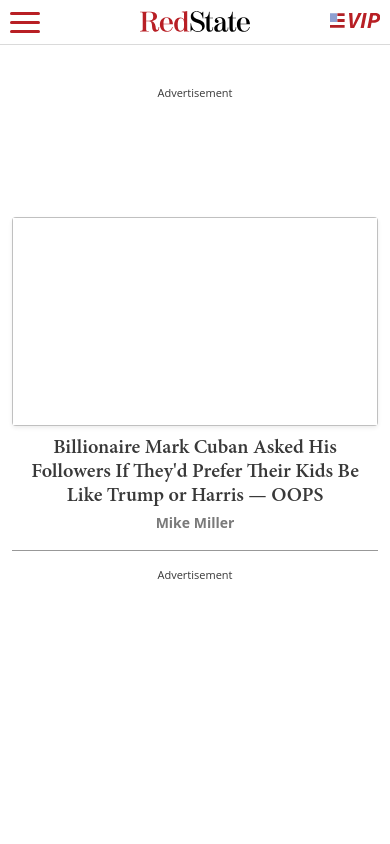 RedState
VIP
Advertisement
Billionaire Mark Cuban Asked His
Followers If They'd Prefer Their Kids Be
Like Trump or Harris — OOPS
Mike Miller
Advertisement